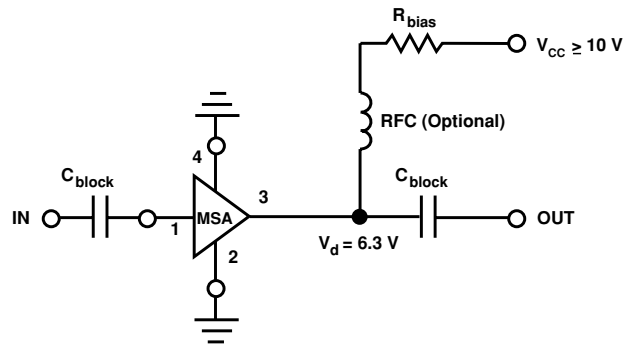 R_bias
V_CC ≥ 10 V
RFC (Optional)
4
C_block
C_block
3
IN
1
MSA
OUT
2
V_d = 6.3 V